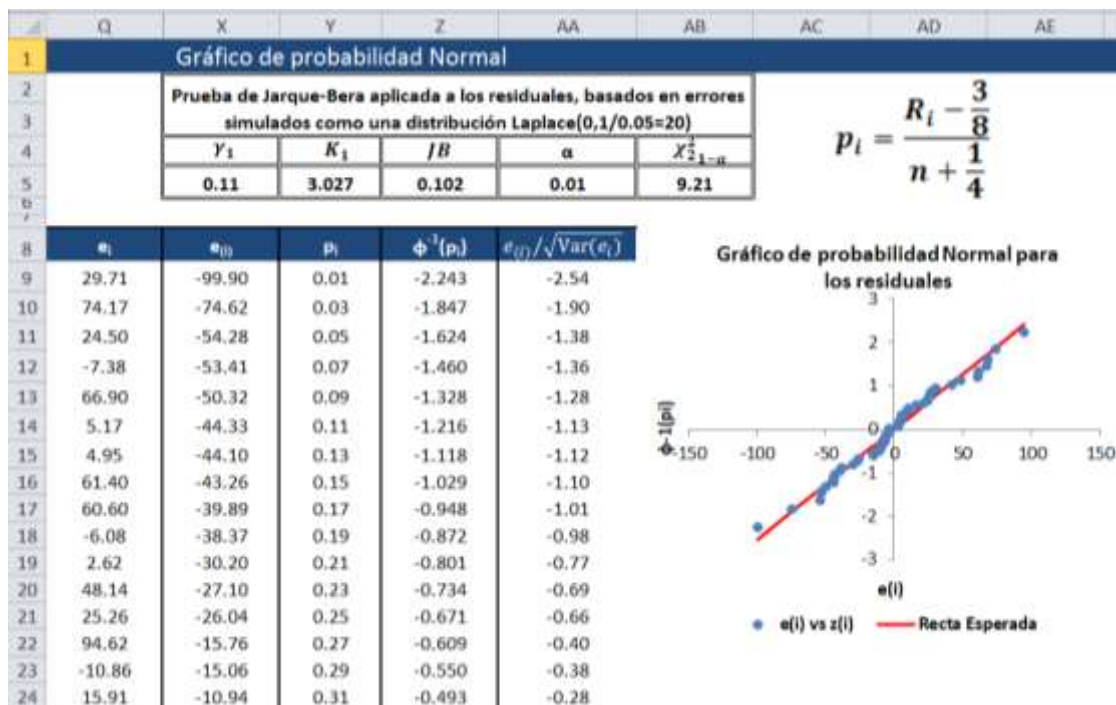 Q X Y Z AA AB AC AD AE
1 Gráfico de probabilidad Normal
2 Prueba de Jarque-Bera aplicada a los residuales, basados en errores
3 simulados como una distribución Laplace(0,1/0.05=20)
4 γ₁ K₁ JB α χ²₂ ₁₋α
5 0.11 3.027 0.102 0.01 9.21
6
7
pᵢ = (Rᵢ − 3/8) / (n + 1/4)
8 eᵢ e₍ᵢ₎ pᵢ ϕ⁻¹(pᵢ) e₍ᵢ₎/√Var(eᵢ)
9 29.71 -99.90 0.01 -2.243 -2.54
10 74.17 -74.62 0.03 -1.847 -1.90
11 24.50 -54.28 0.05 -1.624 -1.38
12 -7.38 -53.41 0.07 -1.460 -1.36
13 66.90 -50.32 0.09 -1.328 -1.28
14 5.17 -44.33 0.11 -1.216 -1.13
15 4.95 -44.10 0.13 -1.118 -1.12
16 61.40 -43.26 0.15 -1.029 -1.10
17 60.60 -39.89 0.17 -0.948 -1.01
18 -6.08 -38.37 0.19 -0.872 -0.98
19 2.62 -30.20 0.21 -0.801 -0.77
20 48.14 -27.10 0.23 -0.734 -0.69
21 25.26 -26.04 0.25 -0.671 -0.66
22 94.62 -15.76 0.27 -0.609 -0.40
23 -10.86 -15.06 0.29 -0.550 -0.38
24 15.91 -10.94 0.31 -0.493 -0.28
Gráfico de probabilidad Normal para
los residuales
3
2
1
0
-1
-2
-3
ϕ-1(pi)
-150 -100 -50 0 50 100 150
e(i)
e(i) vs z(i) Recta Esperada